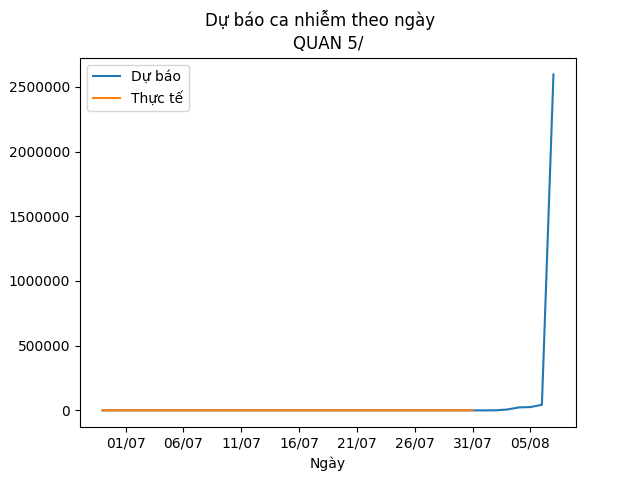 Dự báo ca nhiễm theo ngày
QUAN 5/
Dự báo
Thực tế
2500000
2000000
1500000
1000000
500000
0
01/07 06/07 11/07 16/07 21/07 26/07 31/07 05/08
Ngày